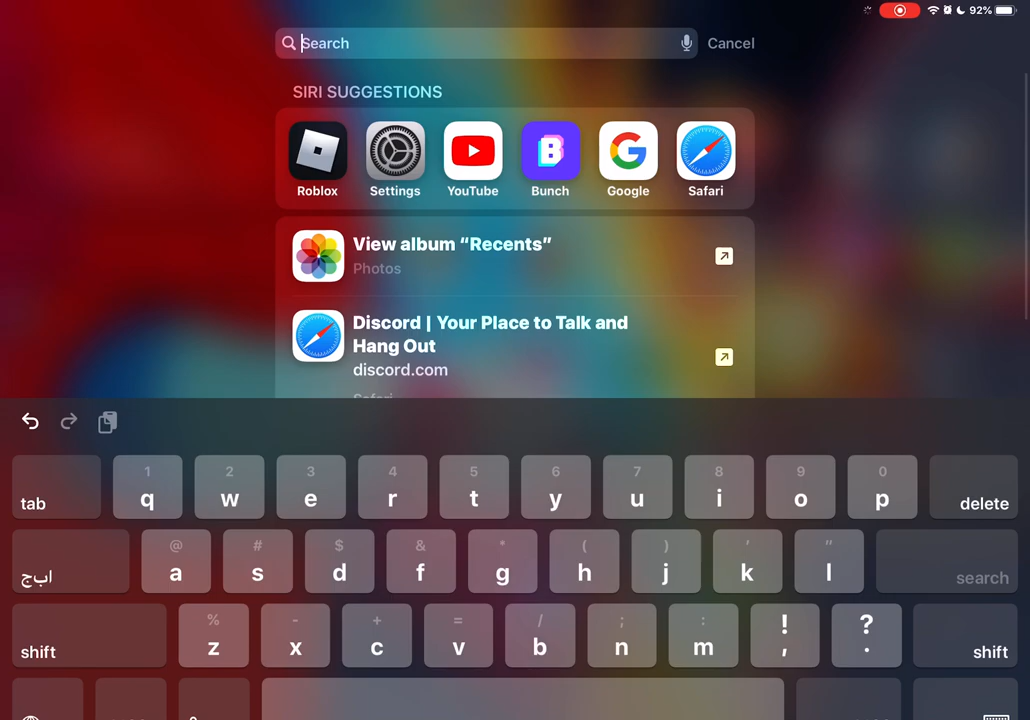 92%
Search
Cancel
SIRI SUGGESTIONS
Roblox Settings YouTube Bunch Google Safari
View album “Recents”
Photos
Discord | Your Place to Talk and
Hang Out
discord.com
Safari
1 2 3 4 5 6 7 8 9 0
tab q w e r t y u i o p delete
@ # $ & * ( ) ' "
ابج a s d f g h j k l search
% - + = / ; : ! ?
shift z x c v b n m , . shift